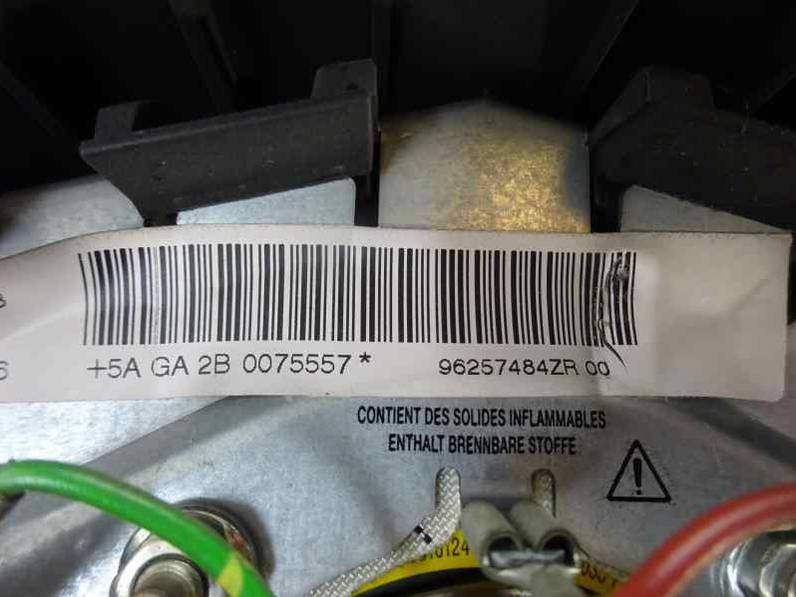 +5A GA 2B 0075557* 96257484ZR 00
CONTIENT DES SOLIDES INFLAMMABLES
ENTHALT BRENNBARE STOFFE
!